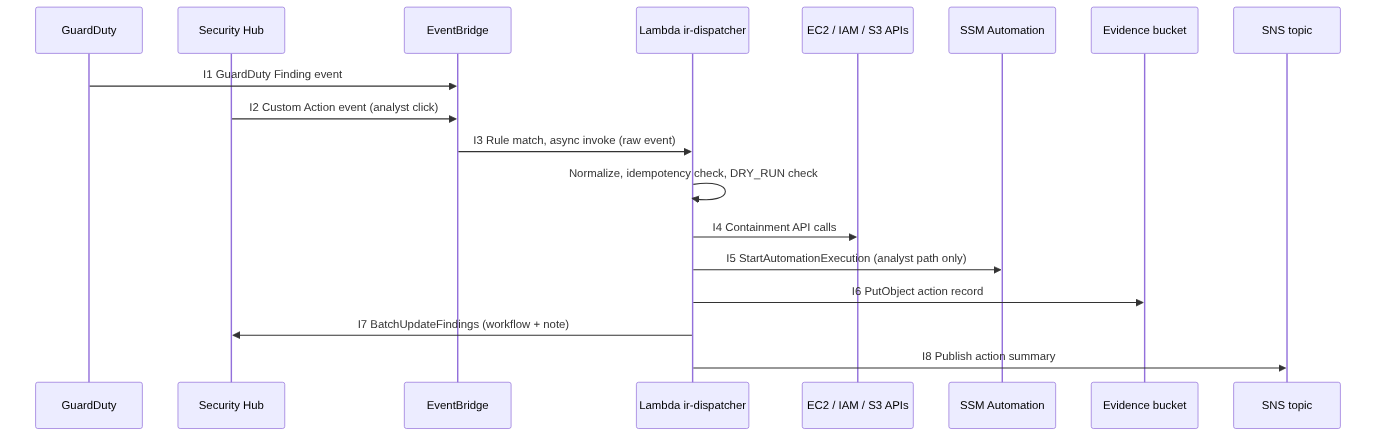 GuardDuty
Security Hub
EventBridge
Lambda ir-dispatcher
EC2 / IAM / S3 APIs
SSM Automation
Evidence bucket
SNS topic
I1 GuardDuty Finding event
I2 Custom Action event (analyst click)
I3 Rule match, async invoke (raw event)
Normalize, idempotency check, DRY_RUN check
I4 Containment API calls
I5 StartAutomationExecution (analyst path only)
I6 PutObject action record
I7 BatchUpdateFindings (workflow + note)
I8 Publish action summary
GuardDuty
Security Hub
EventBridge
Lambda ir-dispatcher
EC2 / IAM / S3 APIs
SSM Automation
Evidence bucket
SNS topic